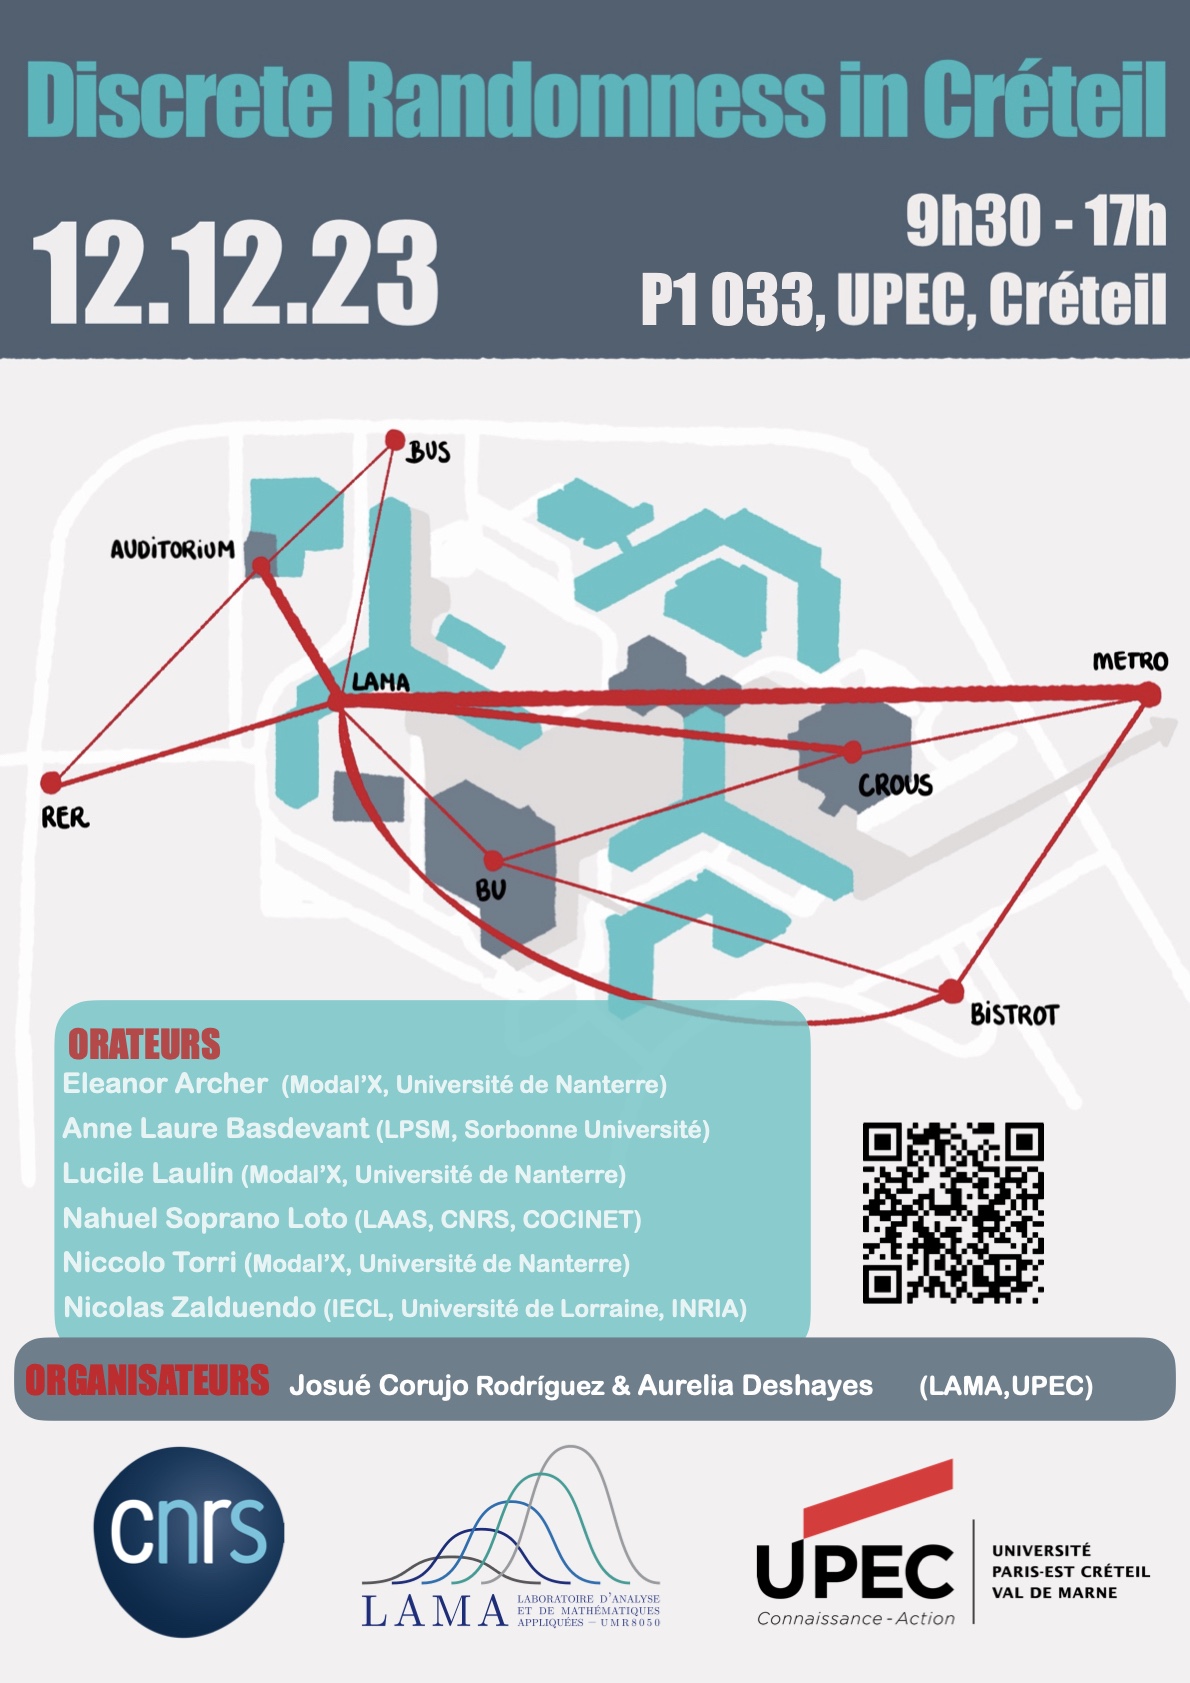 Discrete Randomness in Créteil
12.12.23
9h30 - 17h
P1 033, UPEC, Créteil
BUS
AUDITORIUM
LAMA
METRO
RER
CROUS
BU
BISTROT
ORATEURS
Eleanor Archer (Modal'X, Université de Nanterre)
Anne Laure Basdevant (LPSM, Sorbonne Université)
Lucile Laulin (Modal'X, Université de Nanterre)
Nahuel Soprano Loto (LAAS, CNRS, COCINET)
Niccolo Torri (Modal'X, Université de Nanterre)
Nicolas Zalduendo (IECL, Université de Lorraine, INRIA)
ORGANISATEURS Josué Corujo Rodríguez & Aurelia Deshayes (LAMA,UPEC)
cnrs
LAMA
LABORATOIRE D'ANALYSE
ET DE MATHÉMATIQUES
APPLIQUÉES – UMR8050
UPEC
Connaissance - Action
UNIVERSITÉ
PARIS-EST CRÉTEIL
VAL DE MARNE